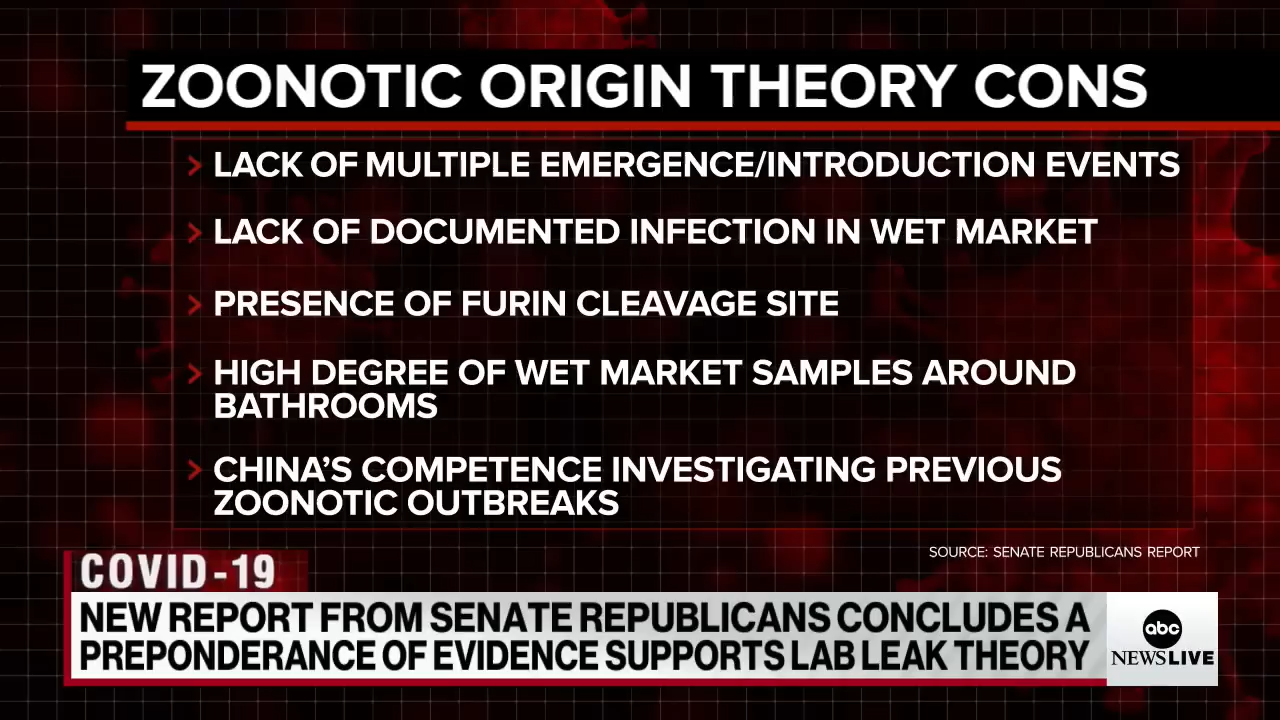 ZOONOTIC ORIGIN THEORY CONS
> LACK OF MULTIPLE EMERGENCE/INTRODUCTION EVENTS
> LACK OF DOCUMENTED INFECTION IN WET MARKET
> PRESENCE OF FURIN CLEAVAGE SITE
> HIGH DEGREE OF WET MARKET SAMPLES AROUND
BATHROOMS
> CHINA'S COMPETENCE INVESTIGATING PREVIOUS
ZOONOTIC OUTBREAKS
SOURCE: SENATE REPUBLICANS REPORT
COVID-19
NEW REPORT FROM SENATE REPUBLICANS CONCLUDES A
PREPONDERANCE OF EVIDENCE SUPPORTS LAB LEAK THEORY
abc
NEWS LIVE